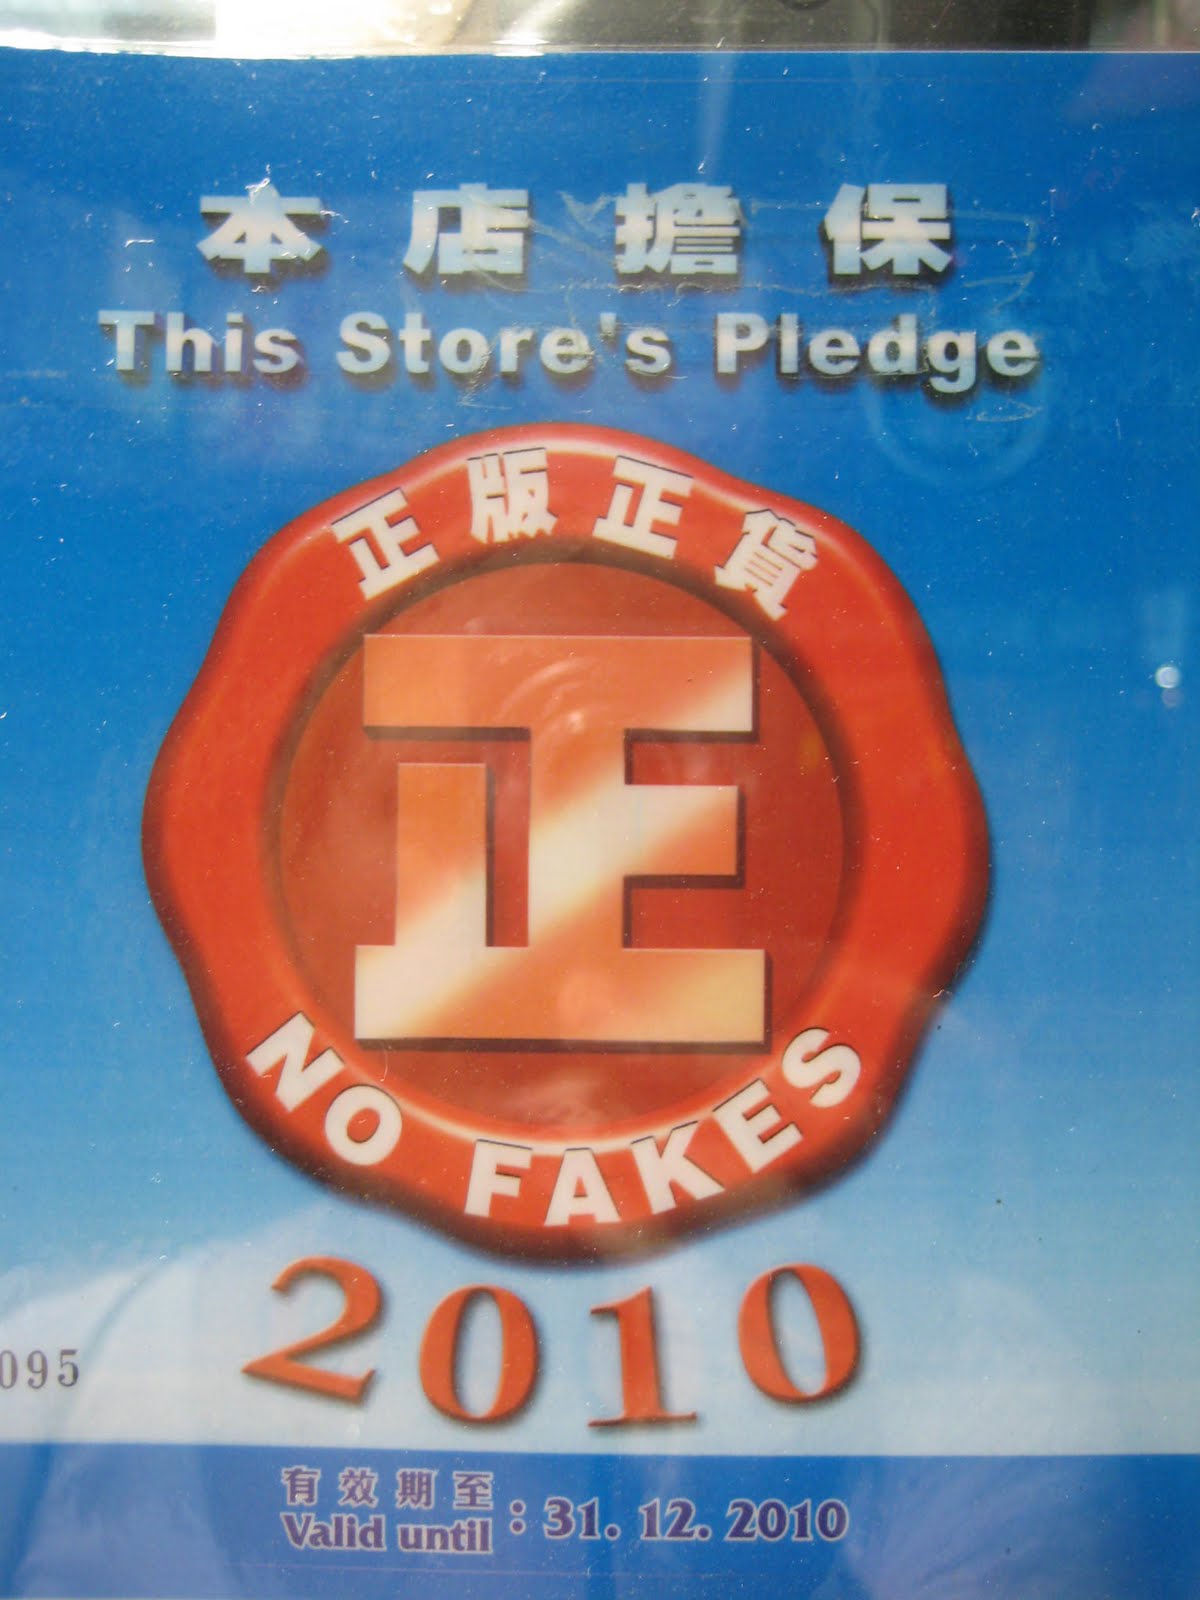 本店擔保
This Store's Pledge
正版正貨
正
NO FAKES
2010
095
有效期至
Valid until : 31. 12. 2010